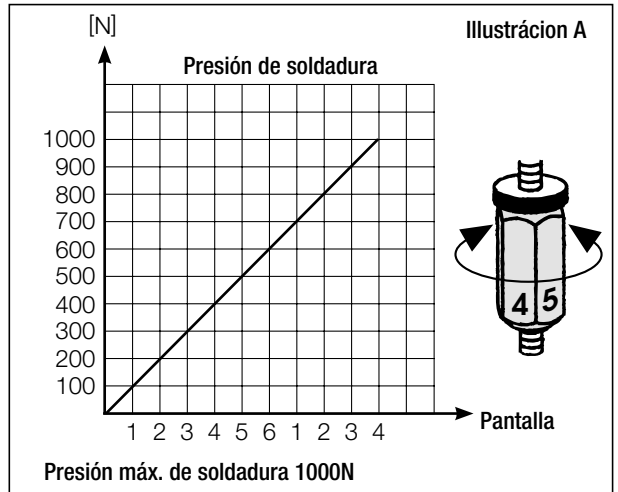 [N]
Illustrácion A
Presión de soldadura
1000
900
800
700
600
500
400
300
200
100
4 5
1 2 3 4 5 6 1 2 3 4
Pantalla
Presión máx. de soldadura 1000N